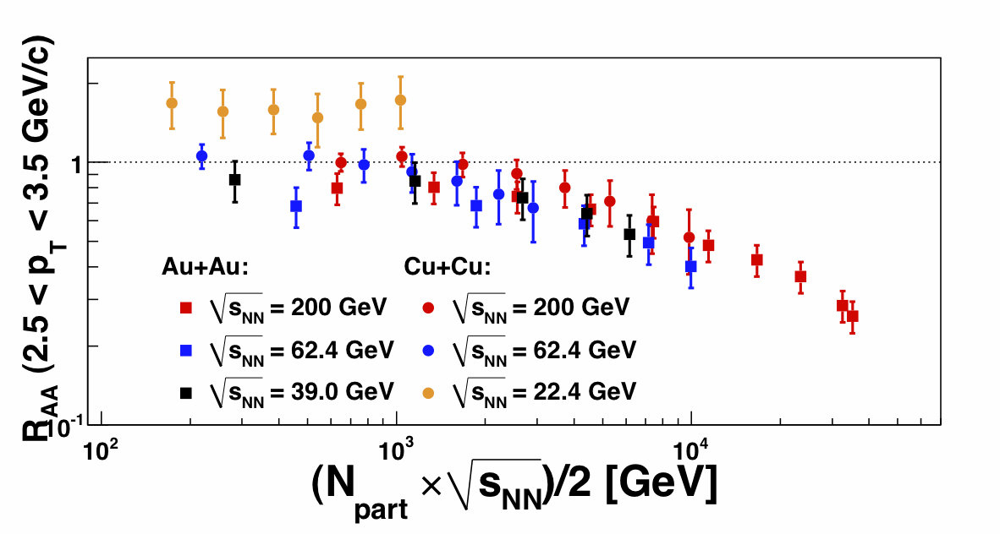 R_AA (2.5 < p_T < 3.5 GeV/c)
1
10^-1
Au+Au: Cu+Cu:
√s_NN = 200 GeV √s_NN = 200 GeV
√s_NN = 62.4 GeV √s_NN = 62.4 GeV
√s_NN = 39.0 GeV √s_NN = 22.4 GeV
10^2 10^3 10^4
(N_part ×√s_NN)/2 [GeV]